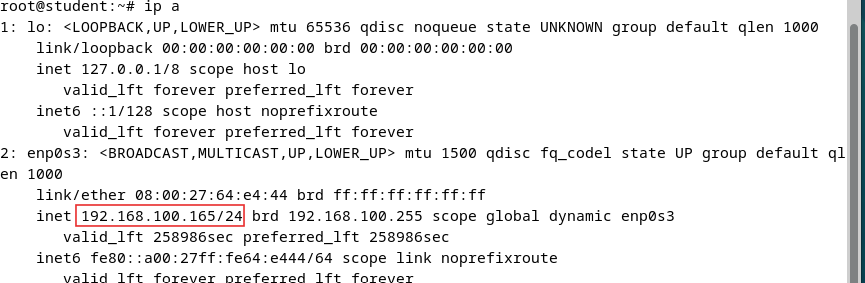 root@student:~# ip a
1: lo: <LOOPBACK,UP,LOWER_UP> mtu 65536 qdisc noqueue state UNKNOWN group default qlen 1000
    link/loopback 00:00:00:00:00:00 brd 00:00:00:00:00:00
    inet 127.0.0.1/8 scope host lo
       valid_lft forever preferred_lft forever
    inet6 ::1/128 scope host noprefixroute
       valid_lft forever preferred_lft forever
2: enp0s3: <BROADCAST,MULTICAST,UP,LOWER_UP> mtu 1500 qdisc fq_codel state UP group default ql
en 1000
    link/ether 08:00:27:64:e4:44 brd ff:ff:ff:ff:ff:ff
    inet 192.168.100.165/24 brd 192.168.100.255 scope global dynamic enp0s3
       valid_lft 258986sec preferred_lft 258986sec
    inet6 fe80::a00:27ff:fe64:e444/64 scope link noprefixroute
       valid_lft forever preferred_lft forever